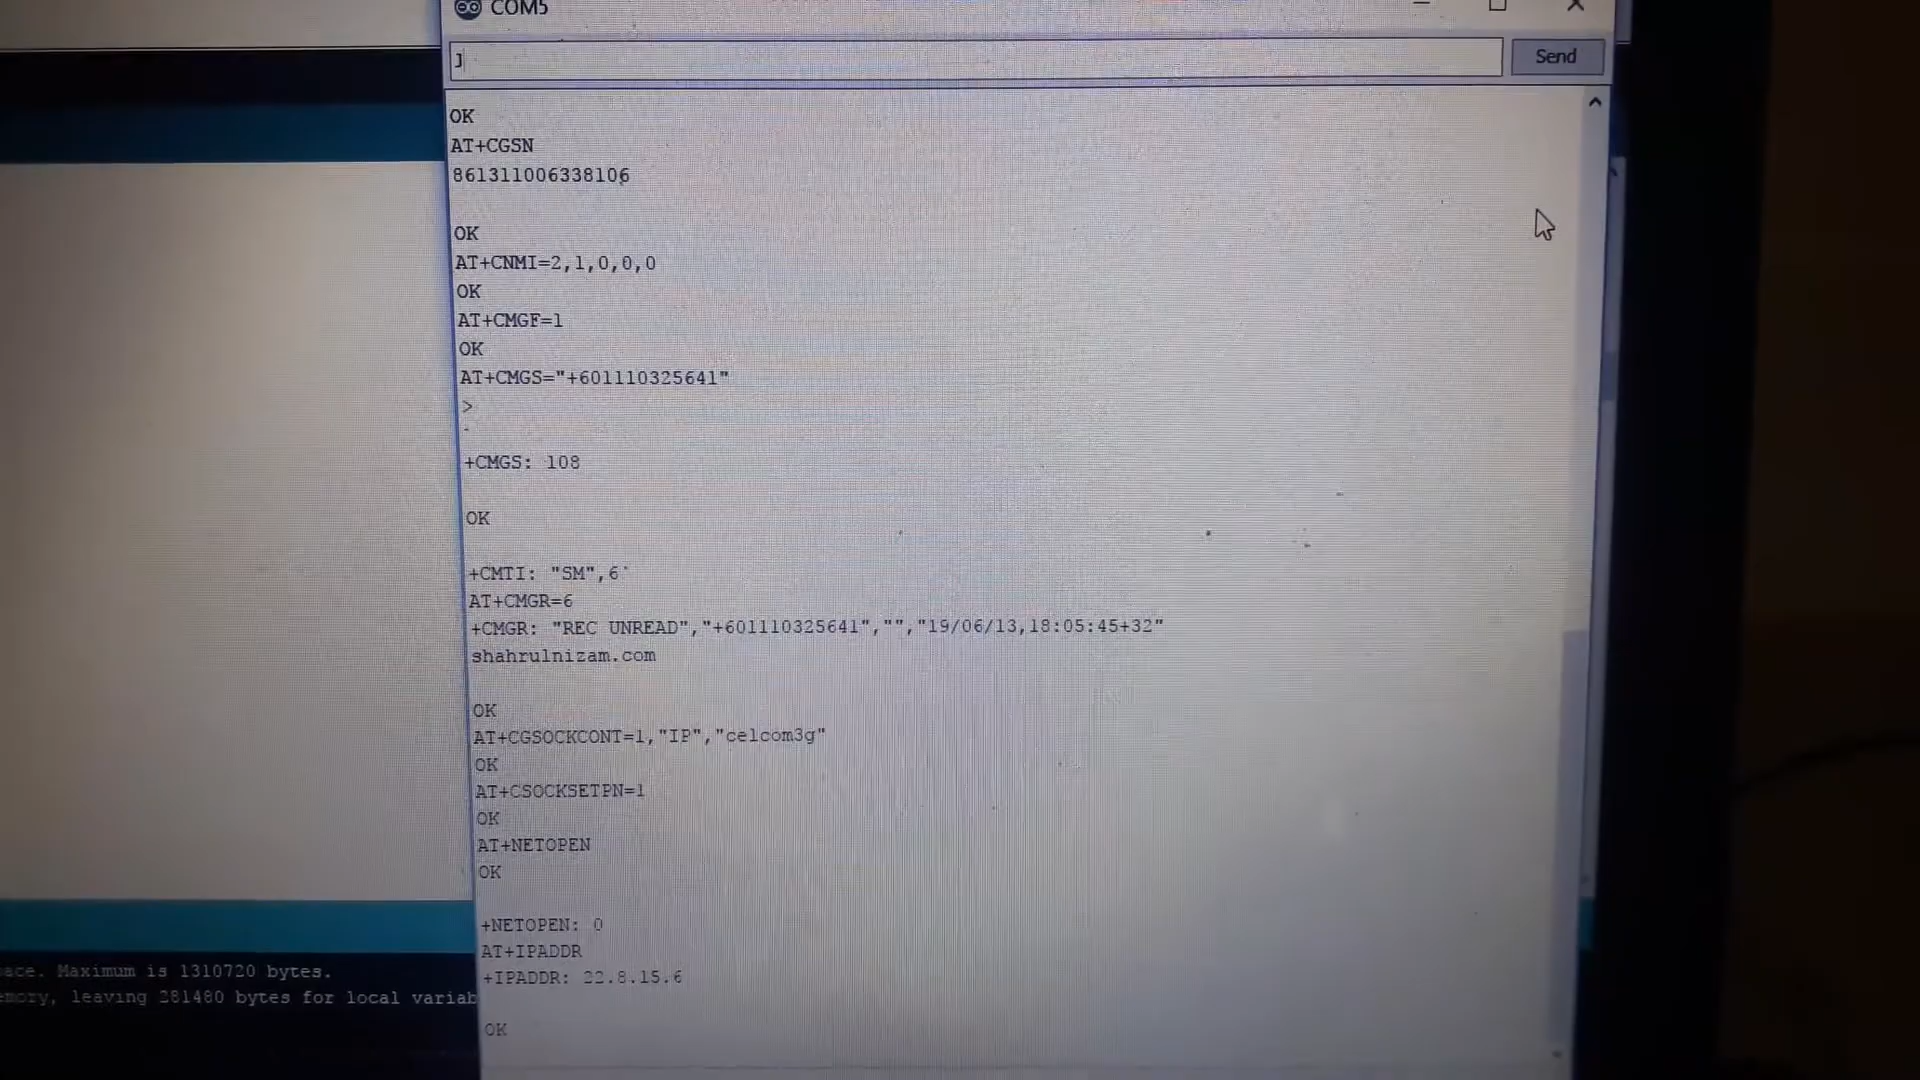 COM5
J
Send
OK
AT+CGSN
861311006338106
OK
AT+CNMI=2,1,0,0,0
OK
AT+CMGF=1
OK
AT+CMGS="+601110325641"
>
+CMGS: 108
OK
+CMTI: "SM",6
AT+CMGR=6
+CMGR: "REC UNREAD","+601110325641","","19/06/13,18:05:45+32"
shahrulnizam.com
OK
AT+CGSOCKCONT=1,"IP","celcom3g"
OK
AT+CSOCKSETPN=1
OK
AT+NETOPEN
OK
+NETOPEN: 0
AT+IPADDR
+IPADDR: 22.8.15.6
OK
ace. Maximum is 1310720 bytes.
emory, leaving 281480 bytes for local variab